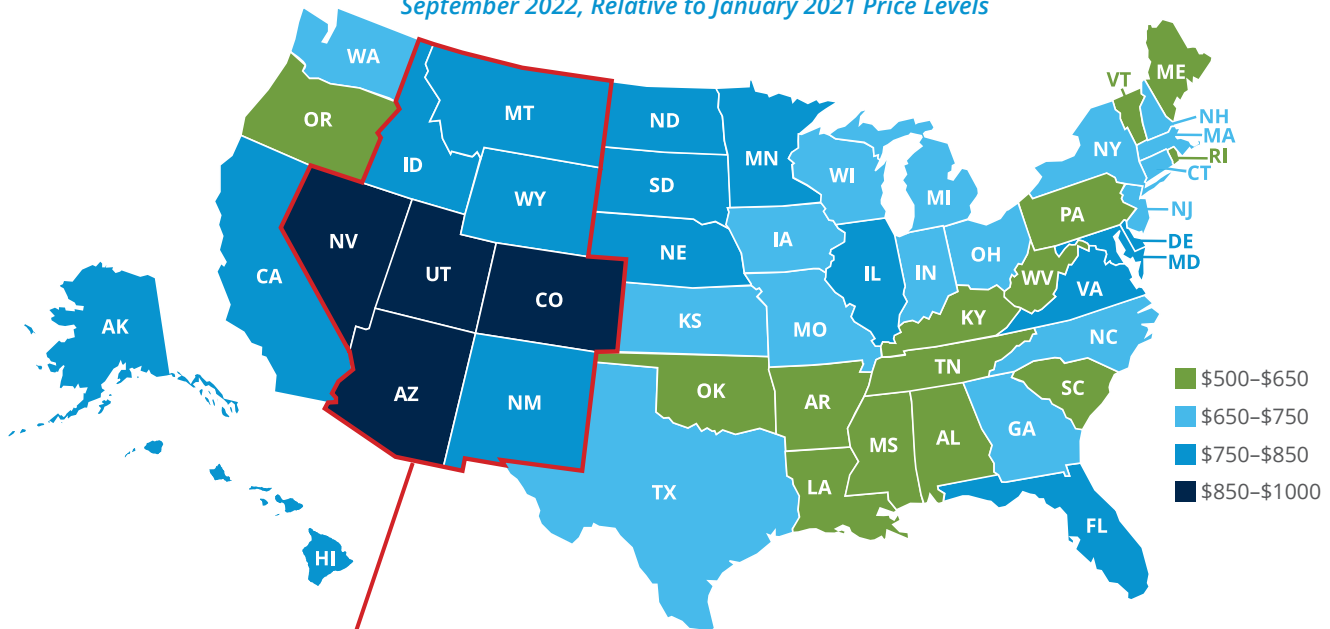 September 2022, Relative to January 2021 Price Levels
WA
OR
MT
ID
WY
ND
SD
NE
MN
WI
MI
IA
IL
IN
OH
KS
MO
KY
WV
VA
PA
NY
VT
ME
NH
MA
RI
CT
NJ
DE
MD
NV
UT
CO
CA
AZ
NM
OK
AR
TN
NC
SC
GA
AL
MS
LA
TX
FL
AK
HI
$500–$650
$650–$750
$750–$850
$850–$1000